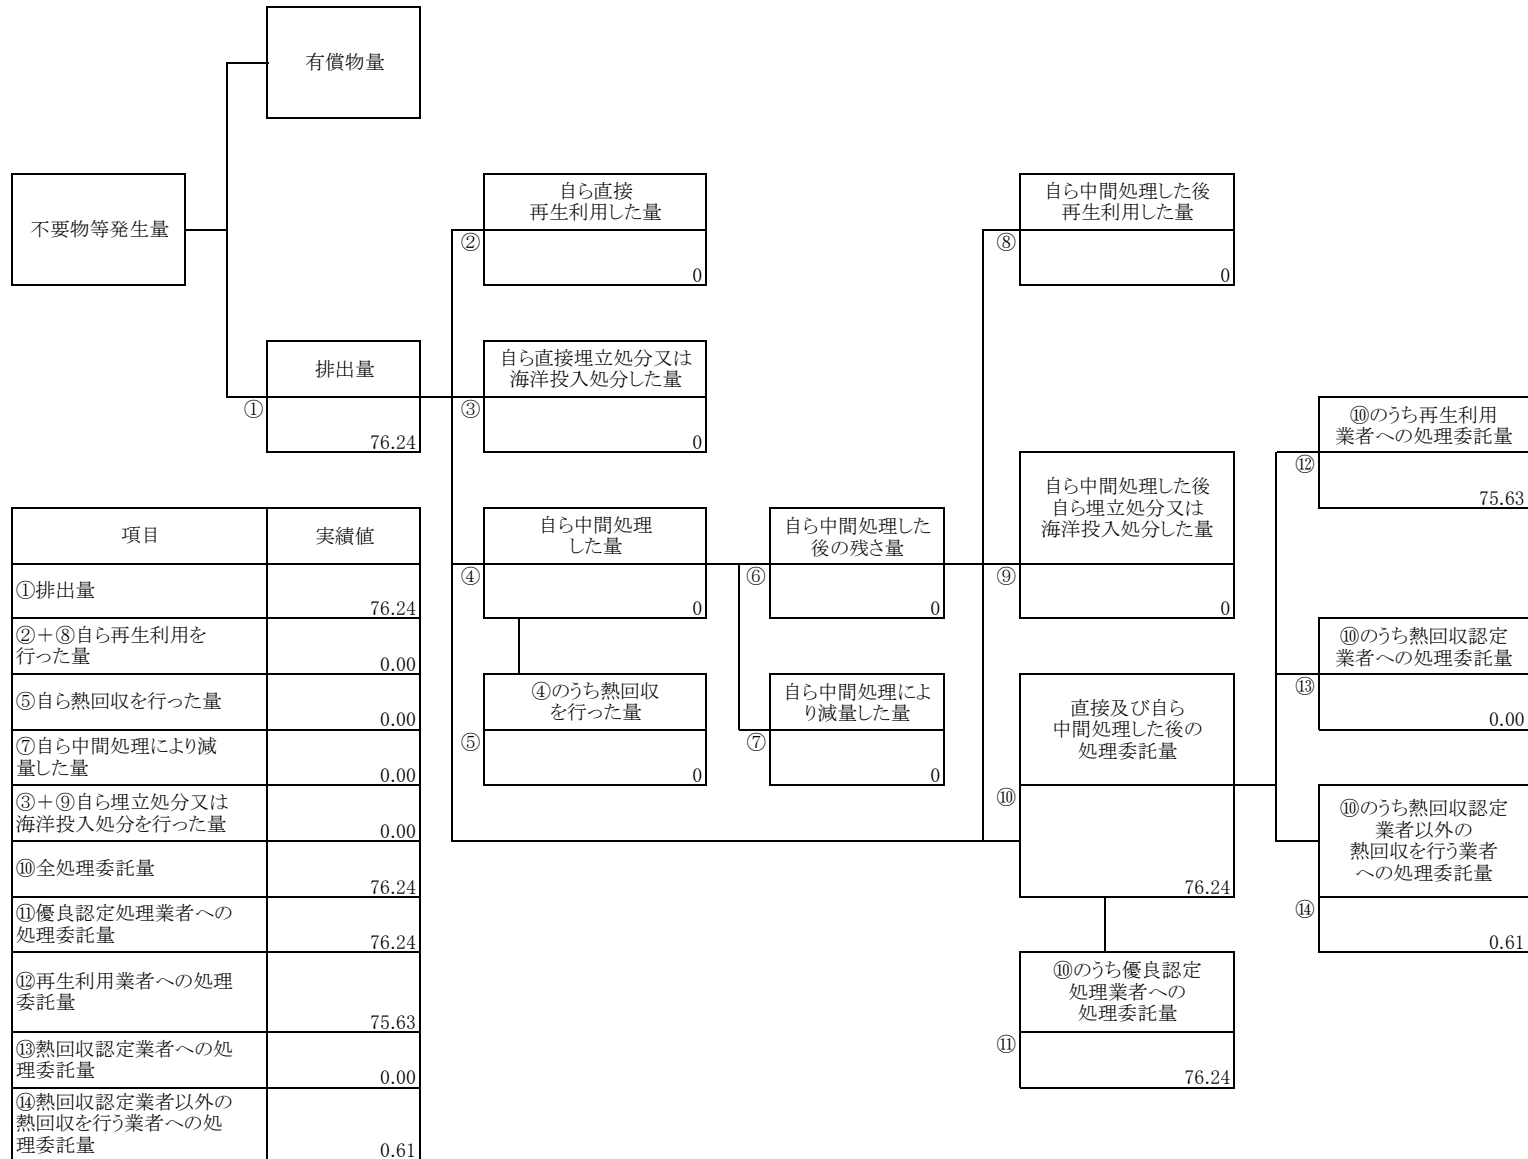 有償物量
不要物等発生量
自ら直接
再生利用した量
②
0
自ら中間処理した後
再生利用した量
⑧
0
排出量
①
76.24
自ら直接埋立処分又は
海洋投入処分した量
③
0
⑩のうち再生利用
業者への処理委託量
⑫
75.63
自ら中間処理
した量
④
0
自ら中間処理した
後の残さ量
⑥
0
自ら中間処理した後
自ら埋立処分又は
海洋投入処分した量
⑨
0
⑩のうち熱回収認定
業者への処理委託量
⑬
0.00
④のうち熱回収
を行った量
⑤
0
自ら中間処理によ
り減量した量
⑦
0
直接及び自ら
中間処理した後の
処理委託量
⑩
76.24
⑩のうち熱回収認定
業者以外の
熱回収を行う業者
への処理委託量
⑭
0.61
⑩のうち優良認定
処理業者への
処理委託量
⑪
76.24
項目 実績値
①排出量
76.24
②＋⑧自ら再生利用を
行った量
0.00
⑤自ら熱回収を行った量
0.00
⑦自ら中間処理により減
量した量
0.00
③＋⑨自ら埋立処分又は
海洋投入処分を行った量
0.00
⑩全処理委託量
76.24
⑪優良認定処理業者への
処理委託量
76.24
⑫再生利用業者への処理
委託量
75.63
⑬熱回収認定業者への処
理委託量
0.00
⑭熱回収認定業者以外の
熱回収を行う業者への処
理委託量
0.61